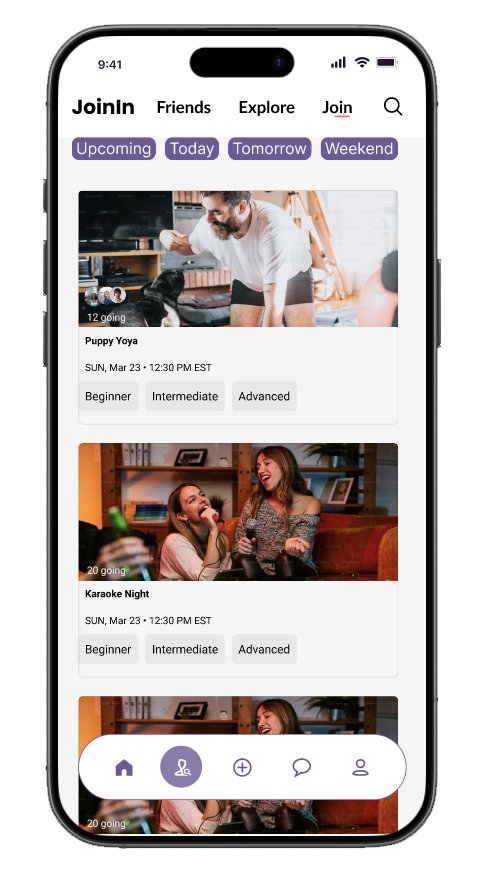 9:41
JoinIn Friends Explore Join
Upcoming Today Tomorrow Weekend
12 going
Puppy Yoya
SUN, Mar 23 • 12:30 PM EST
Beginner Intermediate Advanced
20 going
Karaoke Night
SUN, Mar 23 • 12:30 PM EST
Beginner Intermediate Advanced
20 going